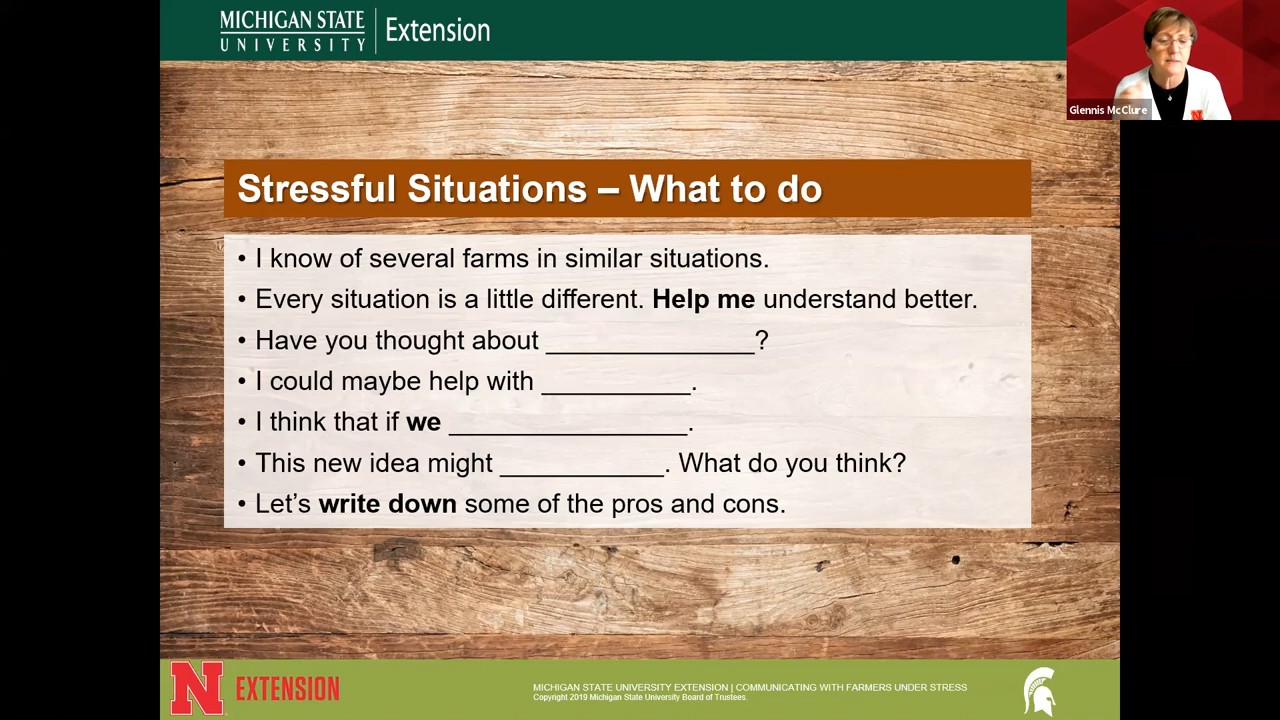 MICHIGAN STATE
UNIVERSITY
Extension
Glennis McClure
N
Stressful Situations – What to do
• I know of several farms in similar situations.
• Every situation is a little different. Help me understand better.
• Have you thought about ______________?
• I could maybe help with __________.
• I think that if we ________________.
• This new idea might ___________. What do you think?
• Let’s write down some of the pros and cons.
N EXTENSION
MICHIGAN STATE UNIVERSITY EXTENSION | COMMUNICATING WITH FARMERS UNDER STRESS
Copyright 2019 Michigan State University Board of Trustees.